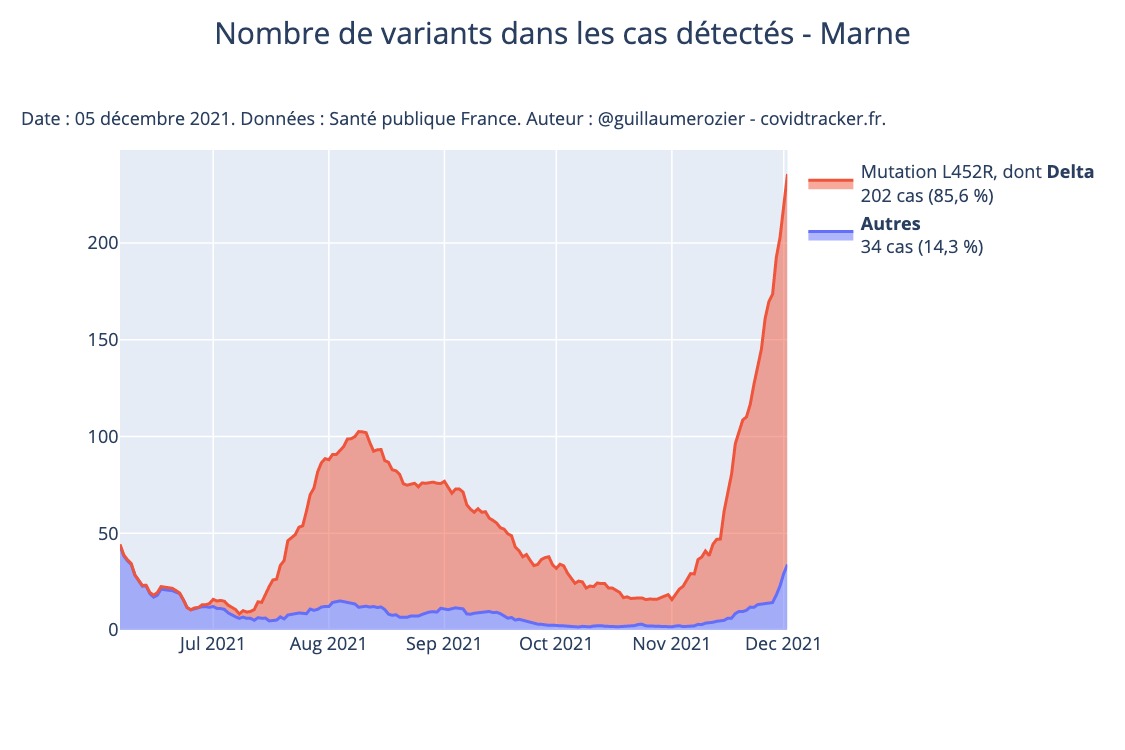 Nombre de variants dans les cas détectés - Marne
Date : 05 décembre 2021. Données : Santé publique France. Auteur : @guillaumerozier - covidtracker.fr.
Mutation L452R, dont Delta
202 cas (85,6 %)
Autres
34 cas (14,3 %)
200
150
100
50
0
Jul 2021
Aug 2021
Sep 2021
Oct 2021
Nov 2021
Dec 2021